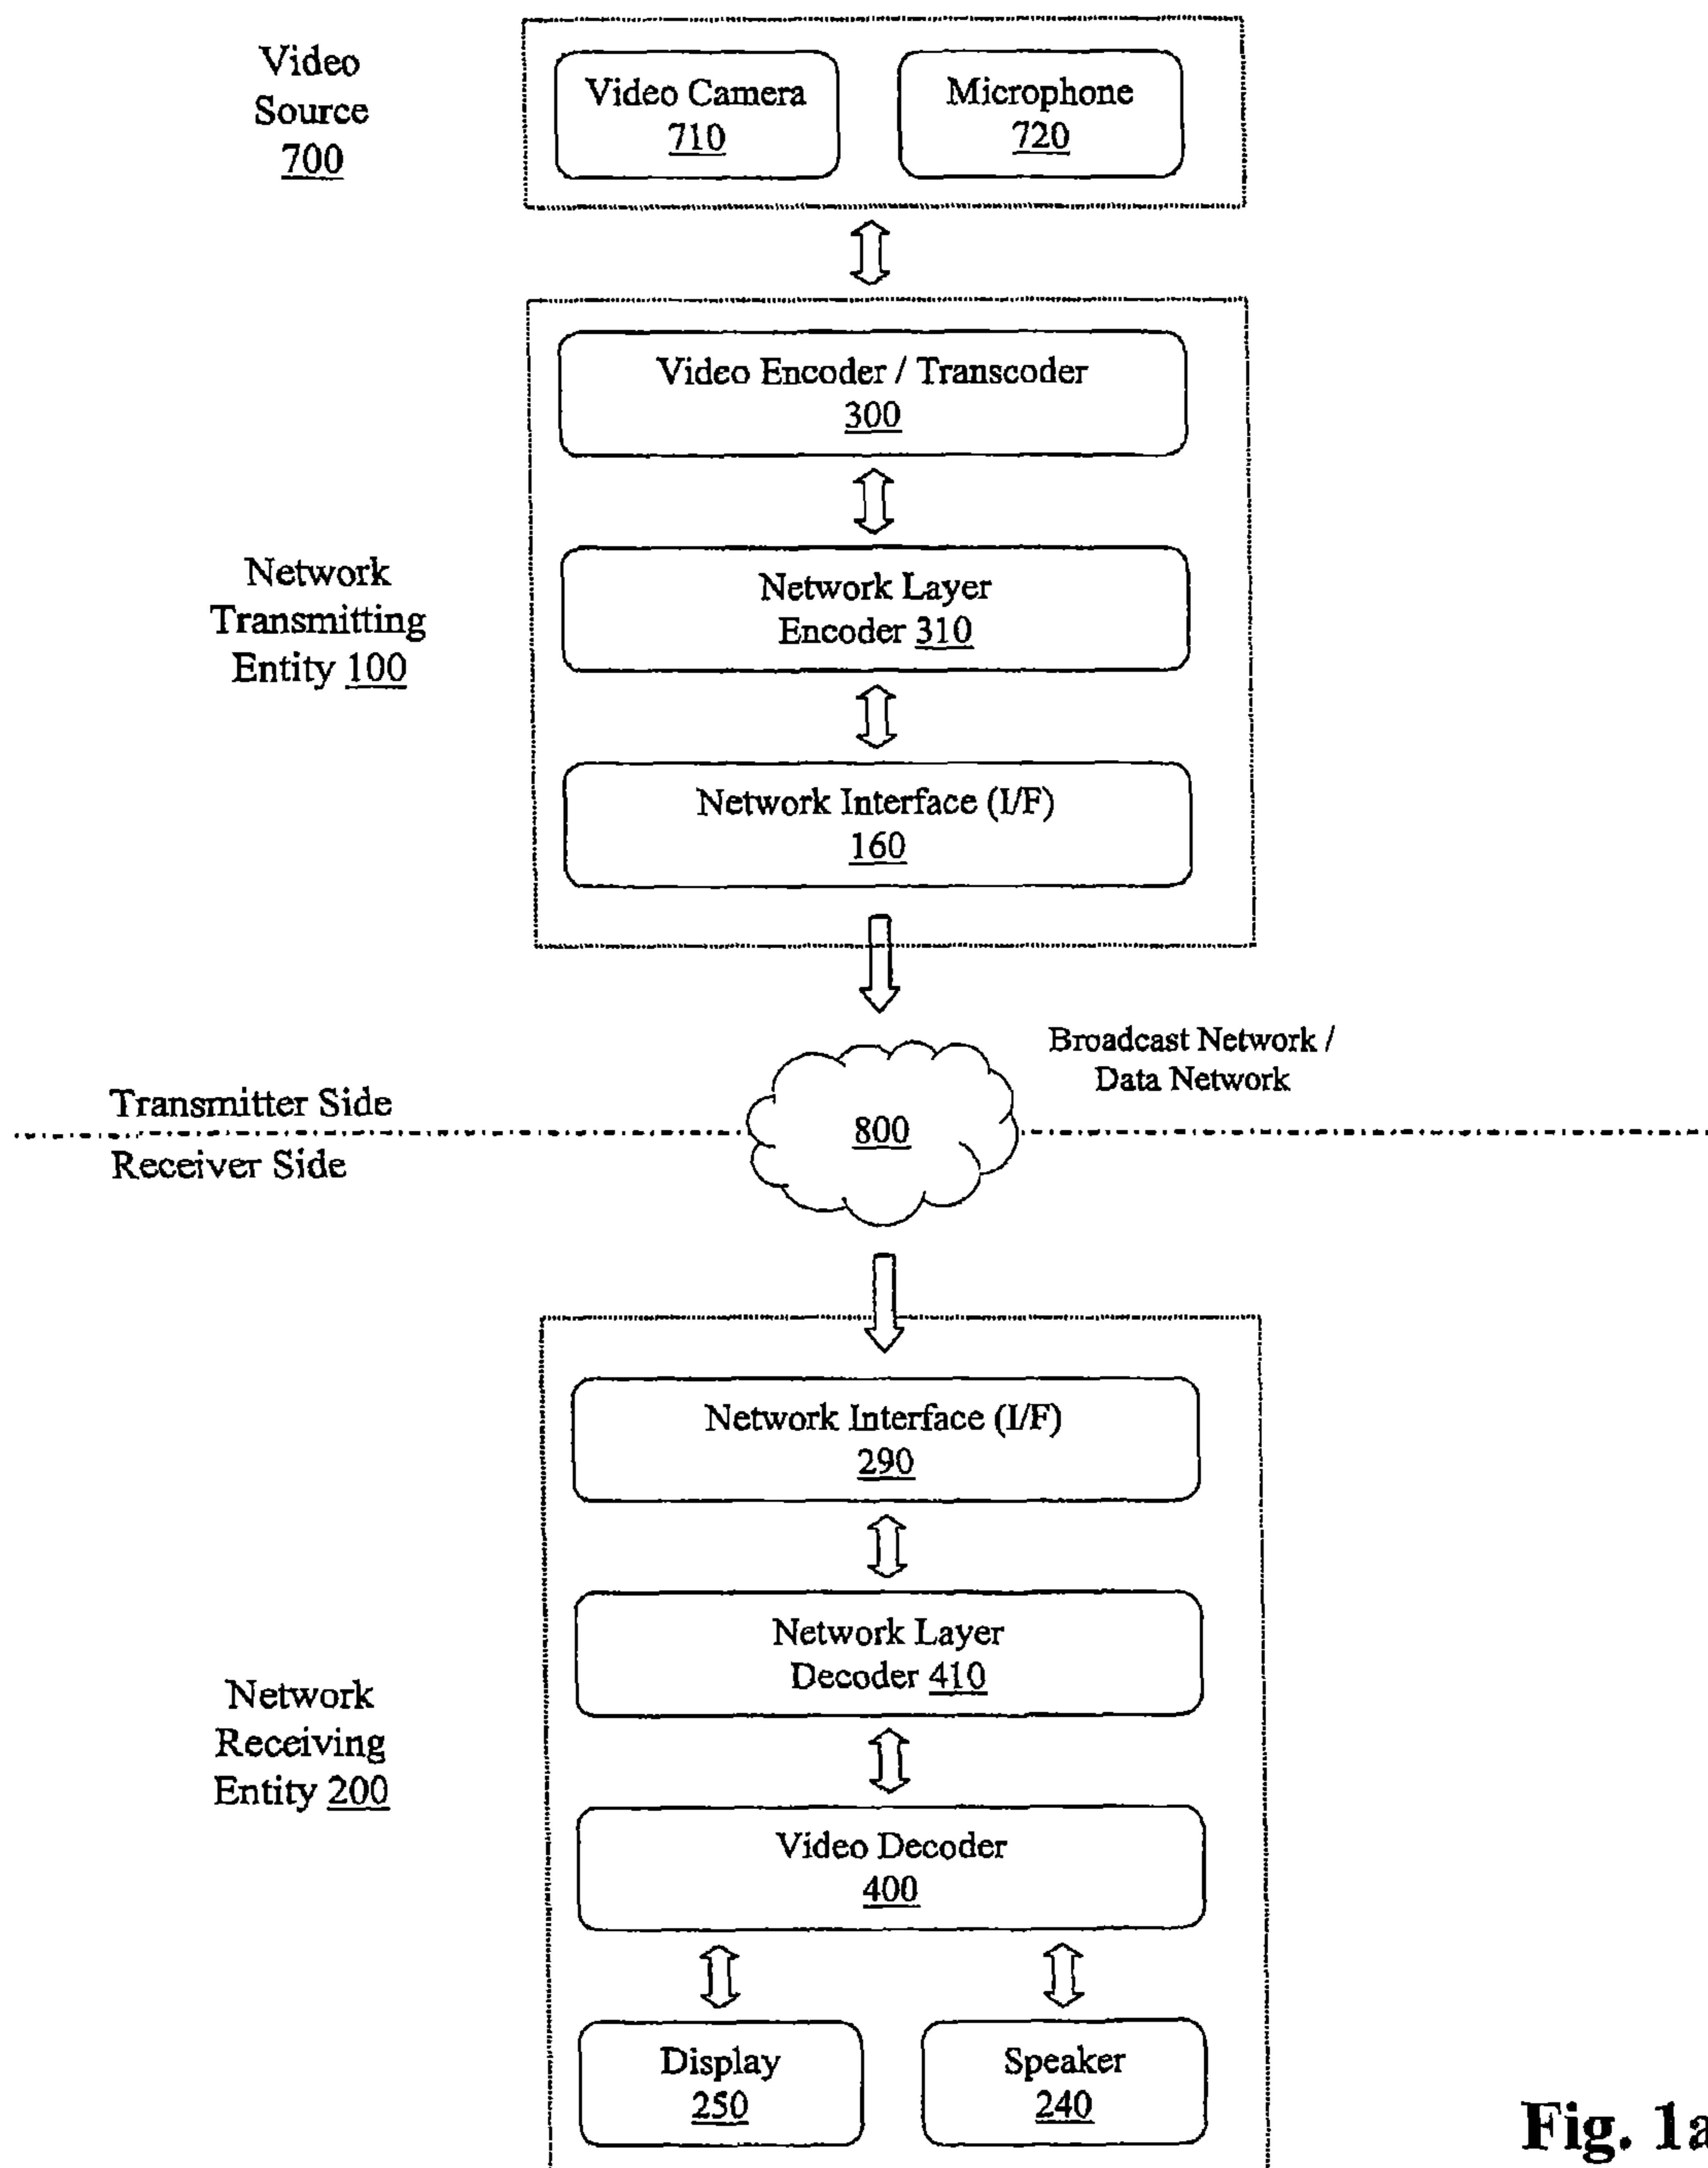 Video
Source
700
Video Camera
710
Microphone
720
Video Encoder / Transcoder
300
Network
Transmitting
Entity 100
Network Layer
Encoder 310
Network Interface (I/F)
160
Broadcast Network /
Data Network
Transmitter Side
800
Receiver Side
Network Interface (I/F)
290
Network Layer
Decoder 410
Network
Receiving
Entity 200
Video Decoder
400
Display
250
Speaker
240
Fig. 1a